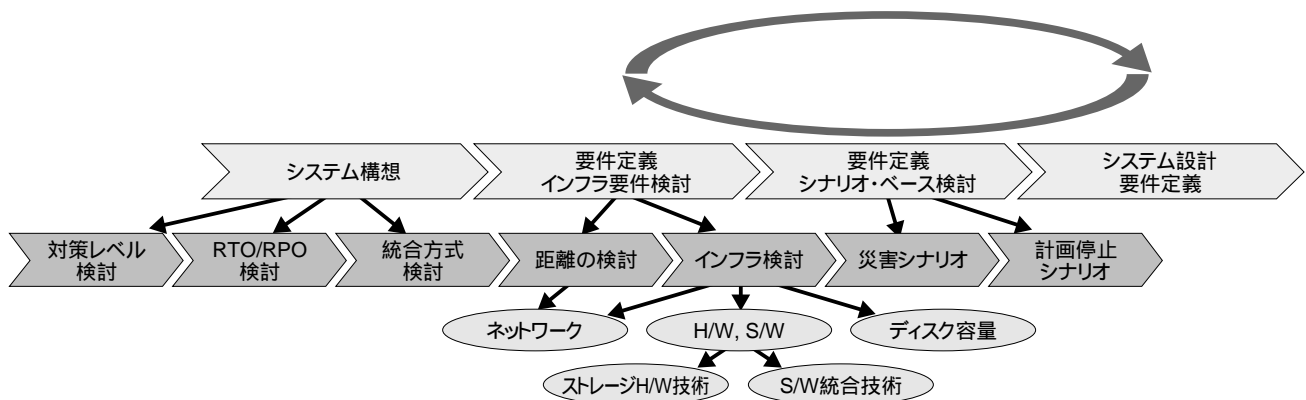 システム構想
要件定義
インフラ要件検討
要件定義
シナリオ・ベース検討
システム設計
要件定義
対策レベル
検討
RTO/RPO
検討
統合方式
検討
距離の検討
インフラ検討
災害シナリオ
計画停止
シナリオ
ネットワーク
H/W, S/W
ディスク容量
ストレージH/W技術
S/W統合技術